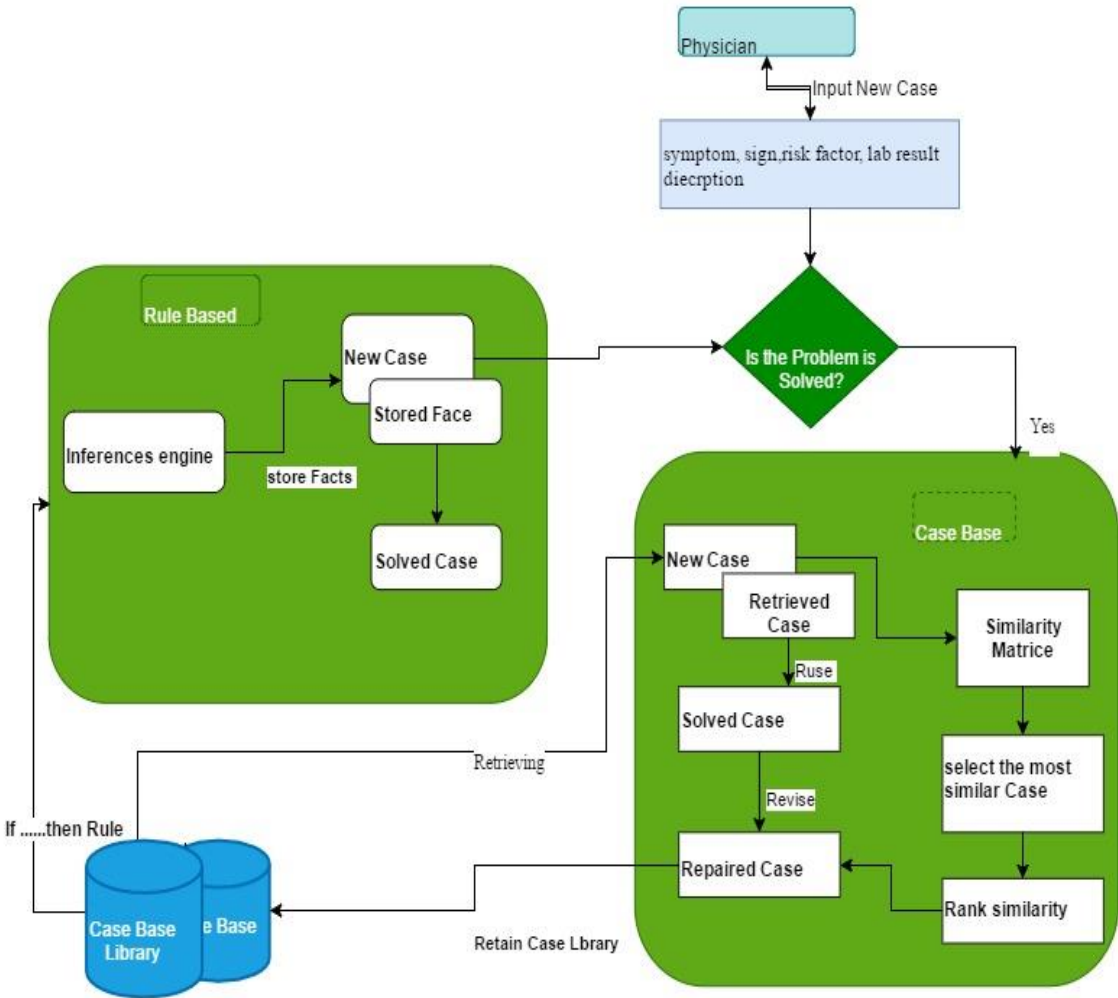 Physician
Input New Case
symptom, sign,risk factor, lab result
diecrption
Rule Based
New Case
Stored Face
Inferences engine
store Facts
Solved Case
Is the Problem is
Solved?
Yes
Case Base
New Case
Retrieved
Case
Similarity
Matrice
Ruse
Solved Case
select the most
similar Case
Revise
Repaired Case
Rank similarity
Retrieving
If ......then Rule
Case Base
Library
e Base
Retain Case Lbrary